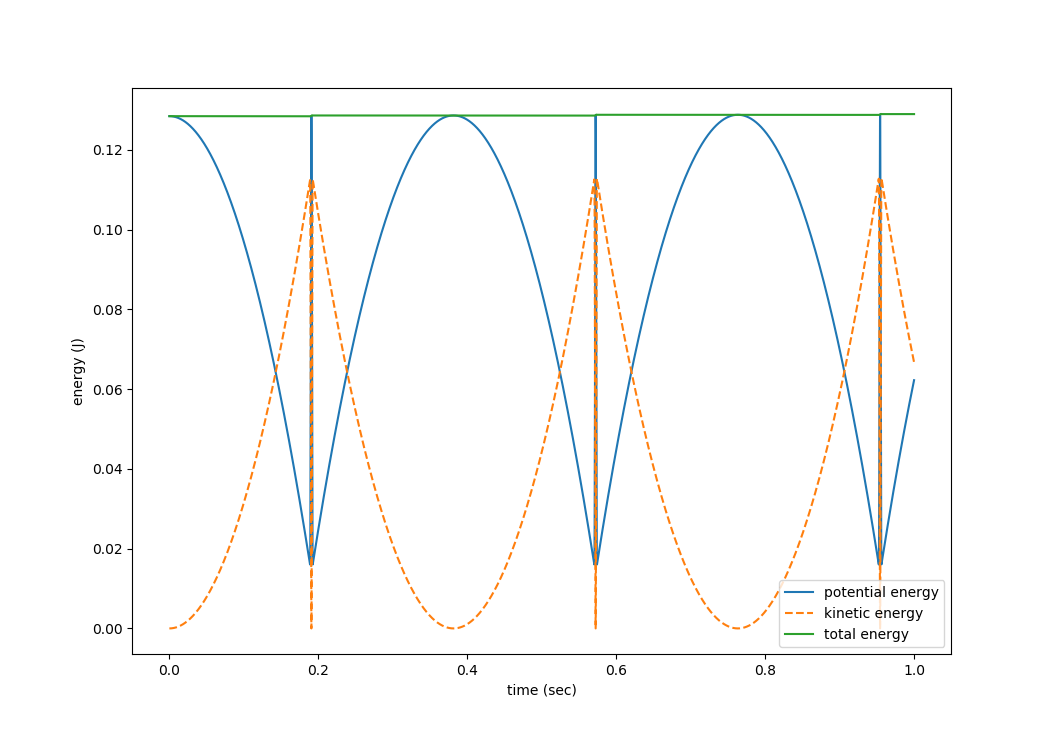 energy (J)
0.12
0.10
0.08
0.06
0.04
0.02
0.00
potential energy
kinetic energy
total energy
0.0 0.2 0.4 0.6 0.8 1.0
time (sec)